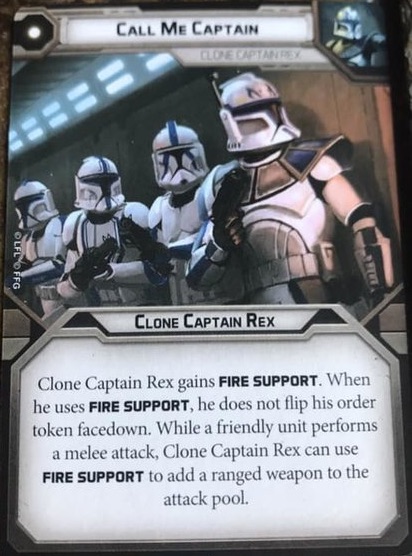 CALL ME CAPTAIN
CLONE CAPTAIN REX
© LFL © FFG
CLONE CAPTAIN REX
Clone Captain Rex gains FIRE SUPPORT. When
he uses FIRE SUPPORT, he does not flip his order
token facedown. While a friendly unit performs
a melee attack, Clone Captain Rex can use
FIRE SUPPORT to add a ranged weapon to the
attack pool.